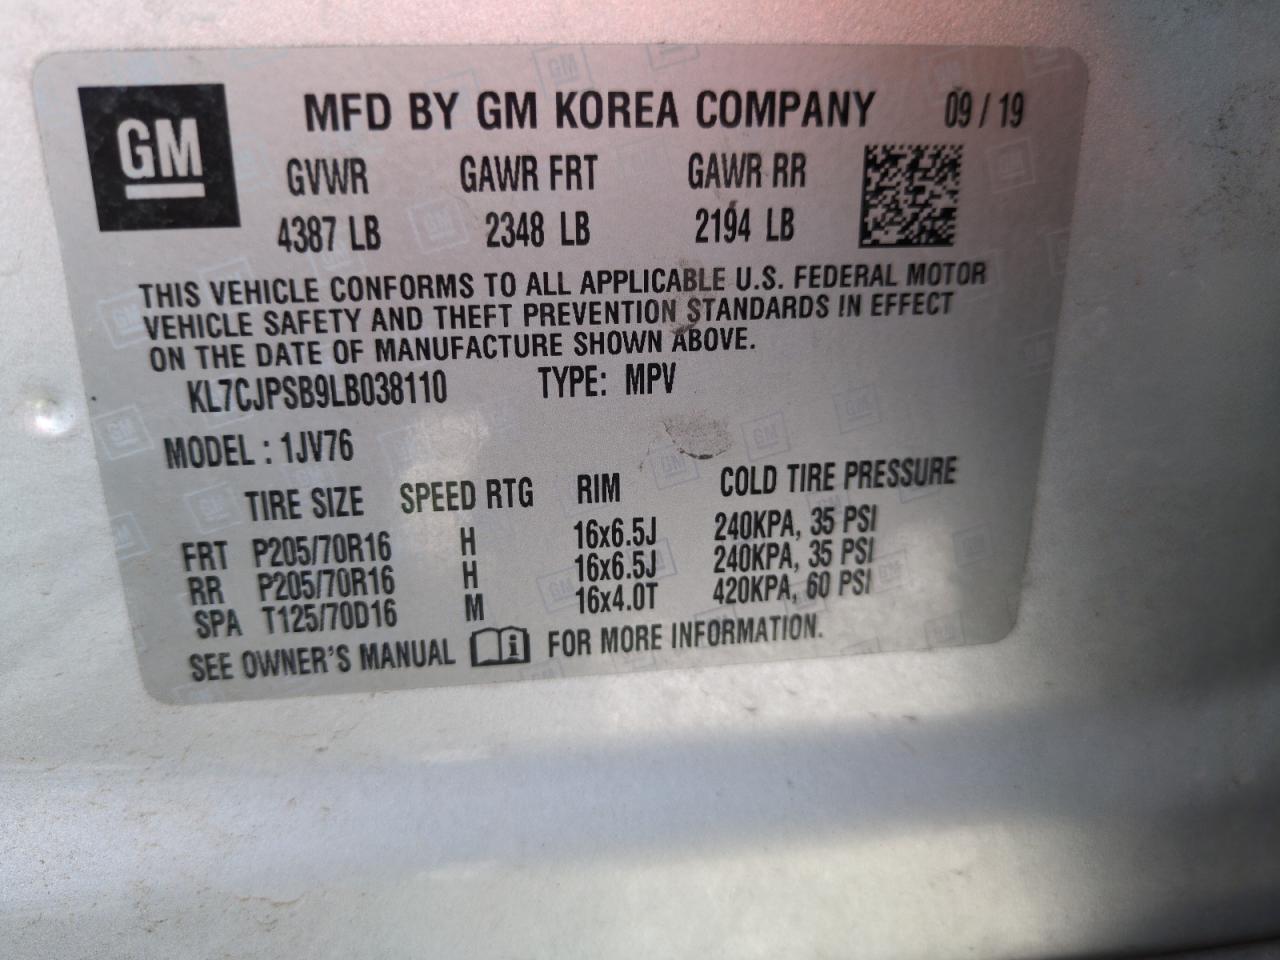 GM
MFD BY GM KOREA COMPANY 09 / 19
GVWR GAWR FRT GAWR RR
4387 LB 2348 LB 2194 LB
THIS VEHICLE CONFORMS TO ALL APPLICABLE U.S. FEDERAL MOTOR
VEHICLE SAFETY AND THEFT PREVENTION STANDARDS IN EFFECT
ON THE DATE OF MANUFACTURE SHOWN ABOVE.
KL7CJPSB9LB038110 TYPE: MPV
MODEL : 1JV76
TIRE SIZE SPEED RTG RIM COLD TIRE PRESSURE
FRT P205/70R16 H 16x6.5J 240KPA, 35 PSI
RR P205/70R16 H 16x6.5J 240KPA, 35 PSI
SPA T125/70D16 M 16x4.0T 420KPA, 60 PSI
SEE OWNER'S MANUAL i FOR MORE INFORMATION.